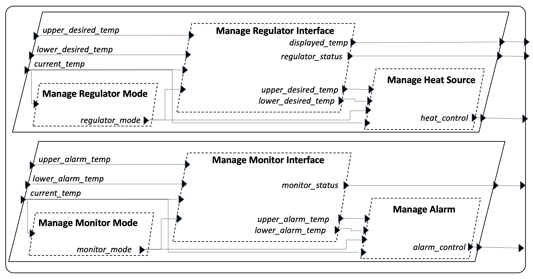 upper_desired_temp
Manage Regulator Interface
displayed_temp
lower_desired_temp
regulator_status
current_temp
Manage Heat Source
Manage Regulator Mode
upper_desired_temp
lower_desired_temp
regulator_mode
heat_control
upper_alarm_temp
Manage Monitor Interface
lower_alarm_temp
monitor_status
current_temp
Manage Alarm
Manage Monitor Mode
upper_alarm_temp
lower_alarm_temp
monitor_mode
alarm_control